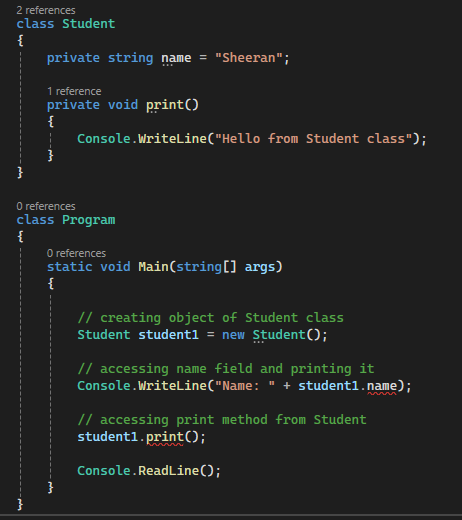 2 references
class Student
{
    private string name = "Sheeran";

    1 reference
    private void print()
    {
        Console.WriteLine("Hello from Student class");
    }
}

0 references
class Program
{
    0 references
    static void Main(string[] args)
    {

        // creating object of Student class
        Student student1 = new Student();

        // accessing name field and printing it
        Console.WriteLine("Name: " + student1.name);

        // accessing print method from Student
        student1.print();

        Console.ReadLine();
    }
}